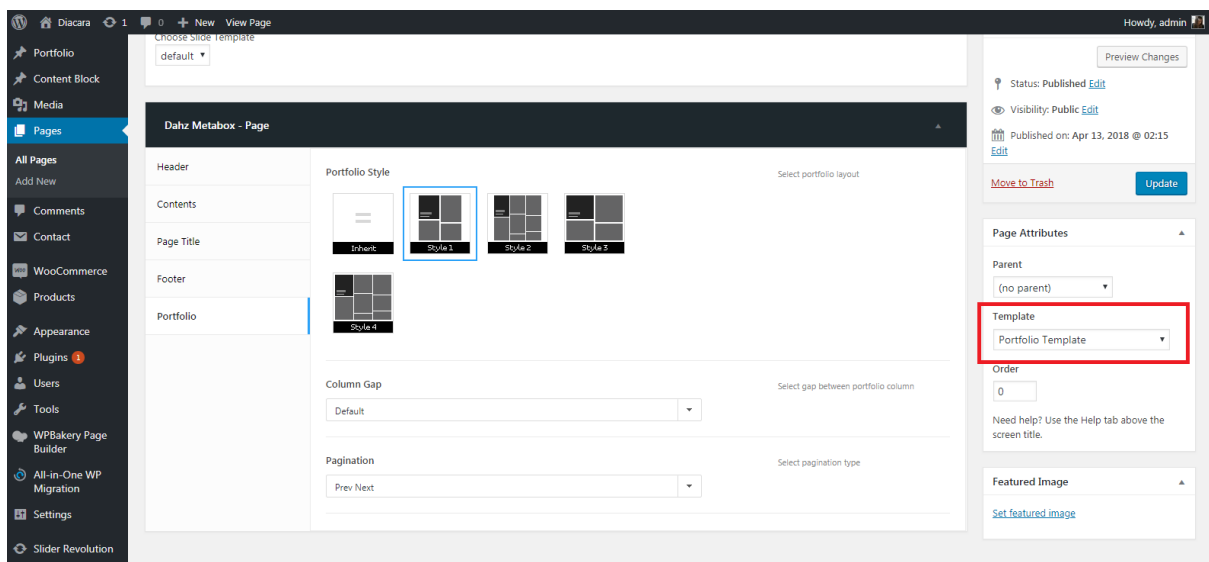 Diacara 1 0 New View Page Howdy, admin
Portfolio
Content Block
Media
Pages
All Pages
Add New
Comments
Contact
WooCommerce
Products
Appearance
Plugins 1
Users
Tools
WPBakery Page
Builder
All-in-One WP
Migration
Settings
Slider Revolution
Choose Slide Template
default
Dahz Metabox - Page
Header
Contents
Page Title
Footer
Portfolio
Portfolio Style
Select portfolio layout
Inherit
Style 1
Style 2
Style 3
Style 4
Column Gap
Select gap between portfolio column
Default
Pagination
Select pagination type
Prev Next
Preview Changes
Status: Published Edit
Visibility: Public Edit
Published on: Apr 13, 2018 @ 02:15
Edit
Move to Trash
Update
Page Attributes
Parent
(no parent)
Template
Portfolio Template
Order
0
Need help? Use the Help tab above the
screen title.
Featured Image
Set featured image